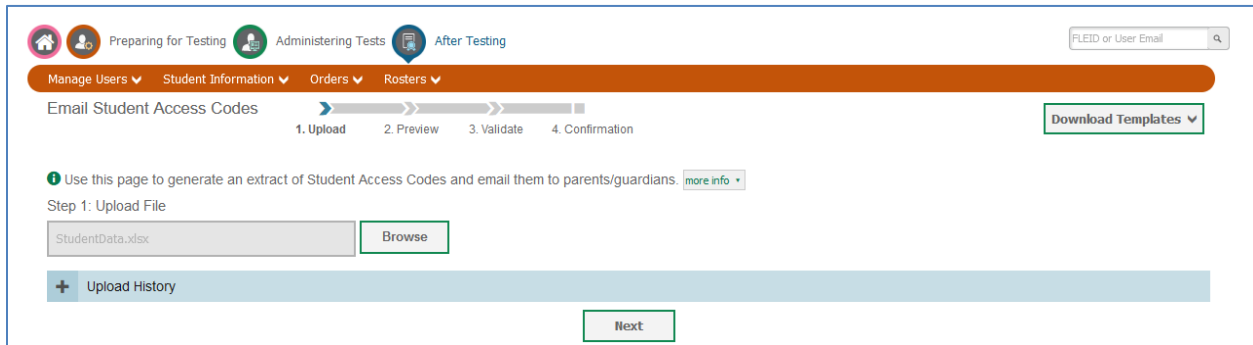 Preparing for Testing Administering Tests After Testing FLEID or User Email
Manage Users Student Information Orders Rosters
Email Student Access Codes
1. Upload 2. Preview 3. Validate 4. Confirmation
Download Templates
Use this page to generate an extract of Student Access Codes and email them to parents/guardians. more info
Step 1: Upload File
StudentData.xlsx Browse
Upload History
Next